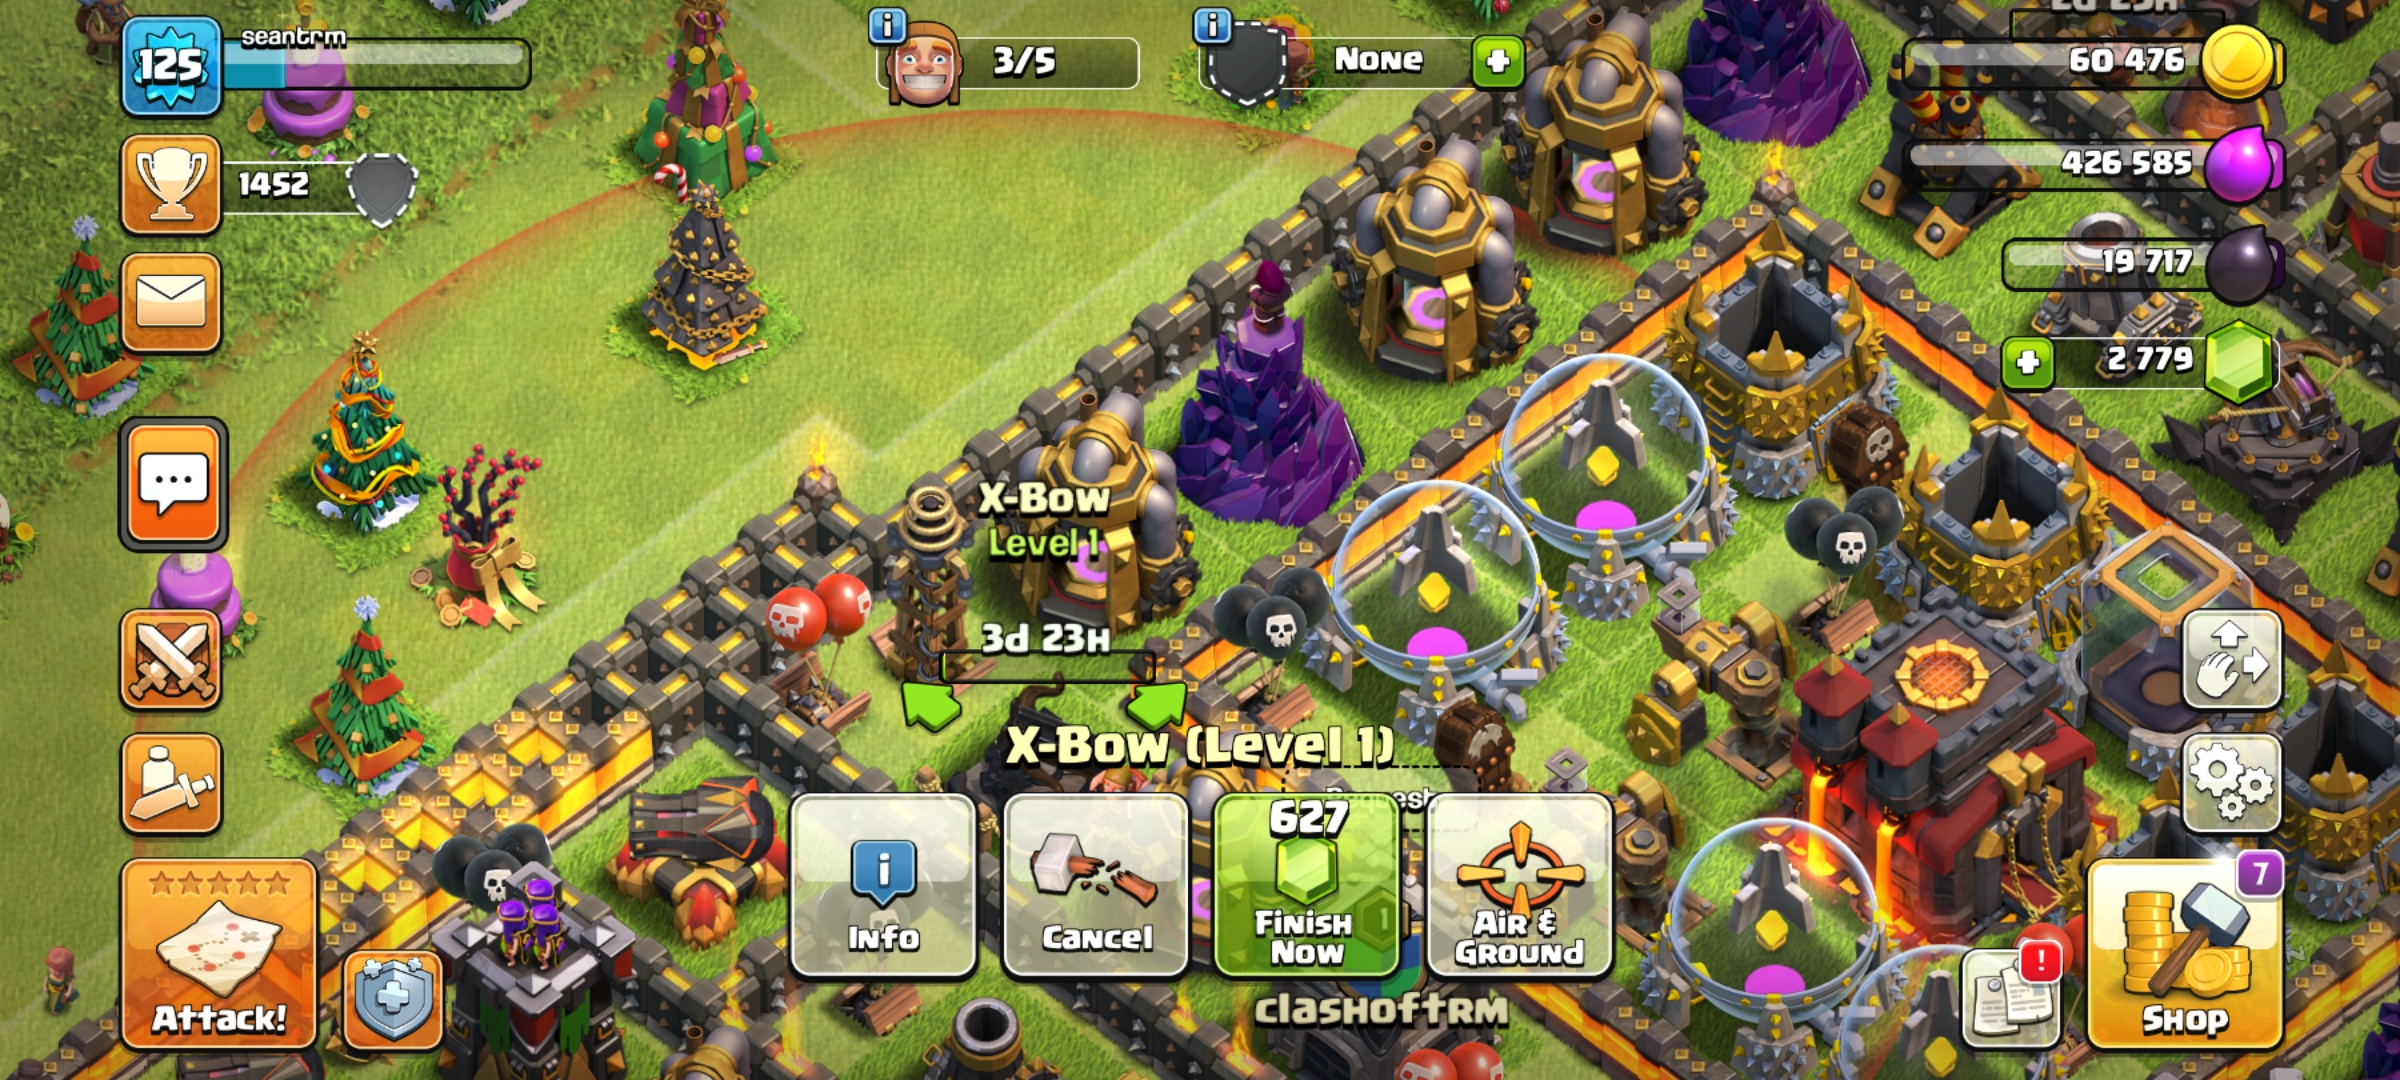 125
seantrm
3/5
None
60 476
1452
426 585
19 717
2 779
X-Bow
Level 1
3d 23h
X-Bow (Level 1)
Info
Cancel
627
Finish
Now
Air &
Ground
clashoftrm
Attack!
7
!
Shop